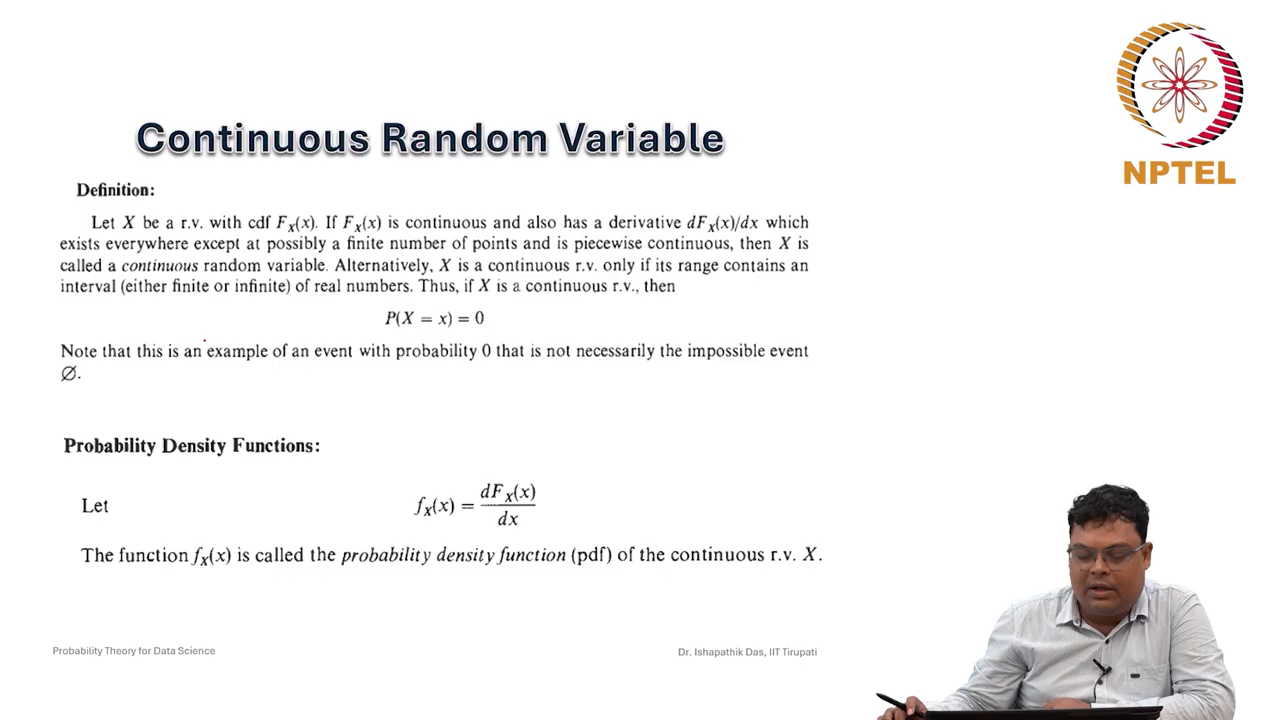 NPTEL
Continuous Random Variable
Definition:
Let X be a r.v. with cdf F_X(x). If F_X(x) is continuous and also has a derivative dF_X(x)/dx which
exists everywhere except at possibly a finite number of points and is piecewise continuous, then X is
called a continuous random variable. Alternatively, X is a continuous r.v. only if its range contains an
interval (either finite or infinite) of real numbers. Thus, if X is a continuous r.v., then
P(X = x) = 0
Note that this is an example of an event with probability 0 that is not necessarily the impossible event
∅.
Probability Density Functions:
Let f_X(x) = dF_X(x)/dx
The function f_X(x) is called the probability density function (pdf) of the continuous r.v. X.
Probability Theory for Data Science
Dr. Ishapathik Das, IIT Tirupati